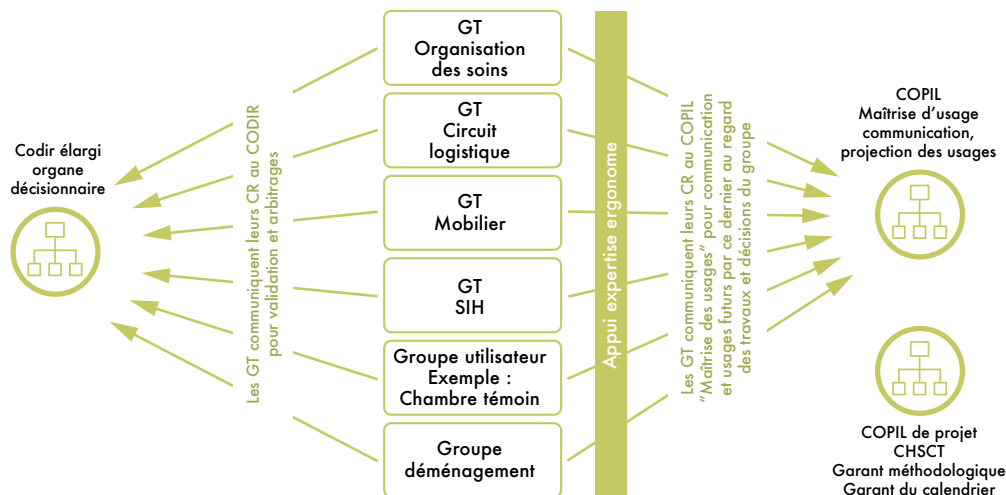 Codir élargi
organe
décisionnaire
Les GT communiquent leurs CR au CODIR
pour validation et arbitrages
GT
Organisation
des soins
GT
Circuit
logistique
GT
Mobilier
GT
SIH
Groupe utilisateur
Exemple :
Chambre témoin
Groupe
déménagement
Appui expertise ergonome
Les GT communiquent leurs CR au COPIL
“Maîtrise des usages” pour communication
et usages futurs par ce dernier au regard
des travaux et décisions du groupe
COPIL
Maîtrise d’usage
communication,
projection des usages
COPIL de projet
CHSCT
Garant méthodologique
Garant du calendrier